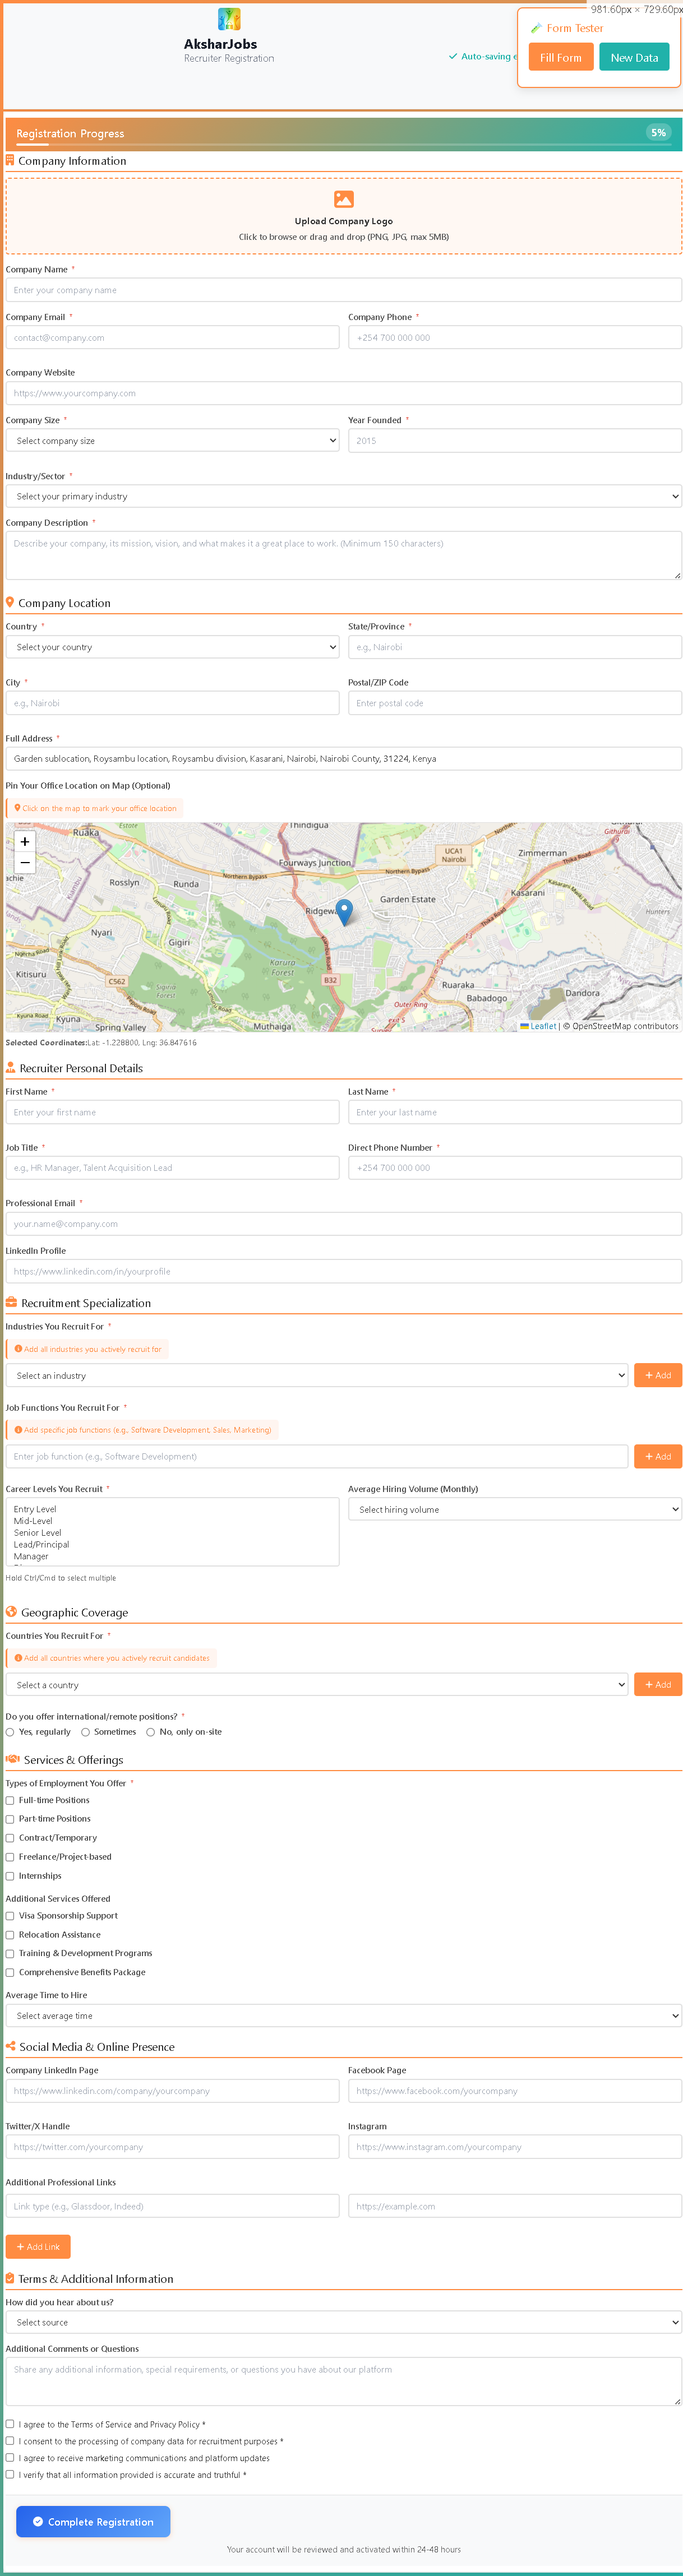 981.60px × 729.60px
AksharJobs
Recruiter Registration
Auto-saving e
Form Tester
Fill Form
New Data
Registration Progress
5%
Company Information
Upload Company Logo
Click to browse or drag and drop (PNG, JPG, max 5MB)
Company Name *
Enter your company name
Company Email *
Company Phone *
contact@company.com
+254 700 000 000
Company Website
https://www.yourcompany.com
Company Size *
Year Founded *
Select company size
2015
Industry/Sector *
Select your primary industry
Company Description *
Describe your company, its mission, vision, and what makes it a great place to work. (Minimum 150 characters)
Company Location
Country *
State/Province *
Select your country
e.g., Nairobi
City *
Postal/ZIP Code
e.g., Nairobi
Enter postal code
Full Address *
Garden sublocation, Roysambu location, Roysambu division, Kasarani, Nairobi, Nairobi County, 31224, Kenya
Pin Your Office Location on Map (Optional)
Click on the map to mark your office location
Ruaka
Estate
Thindigua
Githurai
+
−
Fourways Junction
UCA1
Nairobi
Zimmerman
Northern Bypass
Northern Bypass
achie
Rosslyn
Runda
Garden Estate
Kasarani
Ridgew
Thika Road
Hunters
Nyari
Gigiri
Karura
Forest
Kitisuru
C562
Sigiria
Forest
B32
Ruaraka
Babadogo
Dandora
Outer Ring
Kyuna
Spring Valley
Muthaiga
Leaflet | © OpenStreetMap contributors
Selected Coordinates:Lat: -1.228800, Lng: 36.847616
Recruiter Personal Details
First Name *
Last Name *
Enter your first name
Enter your last name
Job Title *
Direct Phone Number *
e.g., HR Manager, Talent Acquisition Lead
+254 700 000 000
Professional Email *
your.name@company.com
LinkedIn Profile
https://www.linkedin.com/in/yourprofile
Recruitment Specialization
Industries You Recruit For *
Add all industries you actively recruit for
Select an industry
+ Add
Job Functions You Recruit For *
Add specific job functions (e.g., Software Development, Sales, Marketing)
Enter job function (e.g., Software Development)
+ Add
Career Levels You Recruit *
Average Hiring Volume (Monthly)
Entry Level
Mid-Level
Senior Level
Lead/Principal
Manager
Select hiring volume
Hold Ctrl/Cmd to select multiple
Geographic Coverage
Countries You Recruit For *
Add all countries where you actively recruit candidates
Select a country
+ Add
Do you offer international/remote positions? *
Yes, regularly
Sometimes
No, only on-site
Services & Offerings
Types of Employment You Offer *
Full-time Positions
Part-time Positions
Contract/Temporary
Freelance/Project-based
Internships
Additional Services Offered
Visa Sponsorship Support
Relocation Assistance
Training & Development Programs
Comprehensive Benefits Package
Average Time to Hire
Select average time
Social Media & Online Presence
Company LinkedIn Page
Facebook Page
https://www.linkedin.com/company/yourcompany
https://www.facebook.com/yourcompany
Twitter/X Handle
Instagram
https://twitter.com/yourcompany
https://www.instagram.com/yourcompany
Additional Professional Links
Link type (e.g., Glassdoor, Indeed)
https://example.com
+ Add Link
Terms & Additional Information
How did you hear about us?
Select source
Additional Comments or Questions
Share any additional information, special requirements, or questions you have about our platform
I agree to the Terms of Service and Privacy Policy *
I consent to the processing of company data for recruitment purposes *
I agree to receive marketing communications and platform updates
I verify that all information provided is accurate and truthful *
Complete Registration
Your account will be reviewed and activated within 24-48 hours